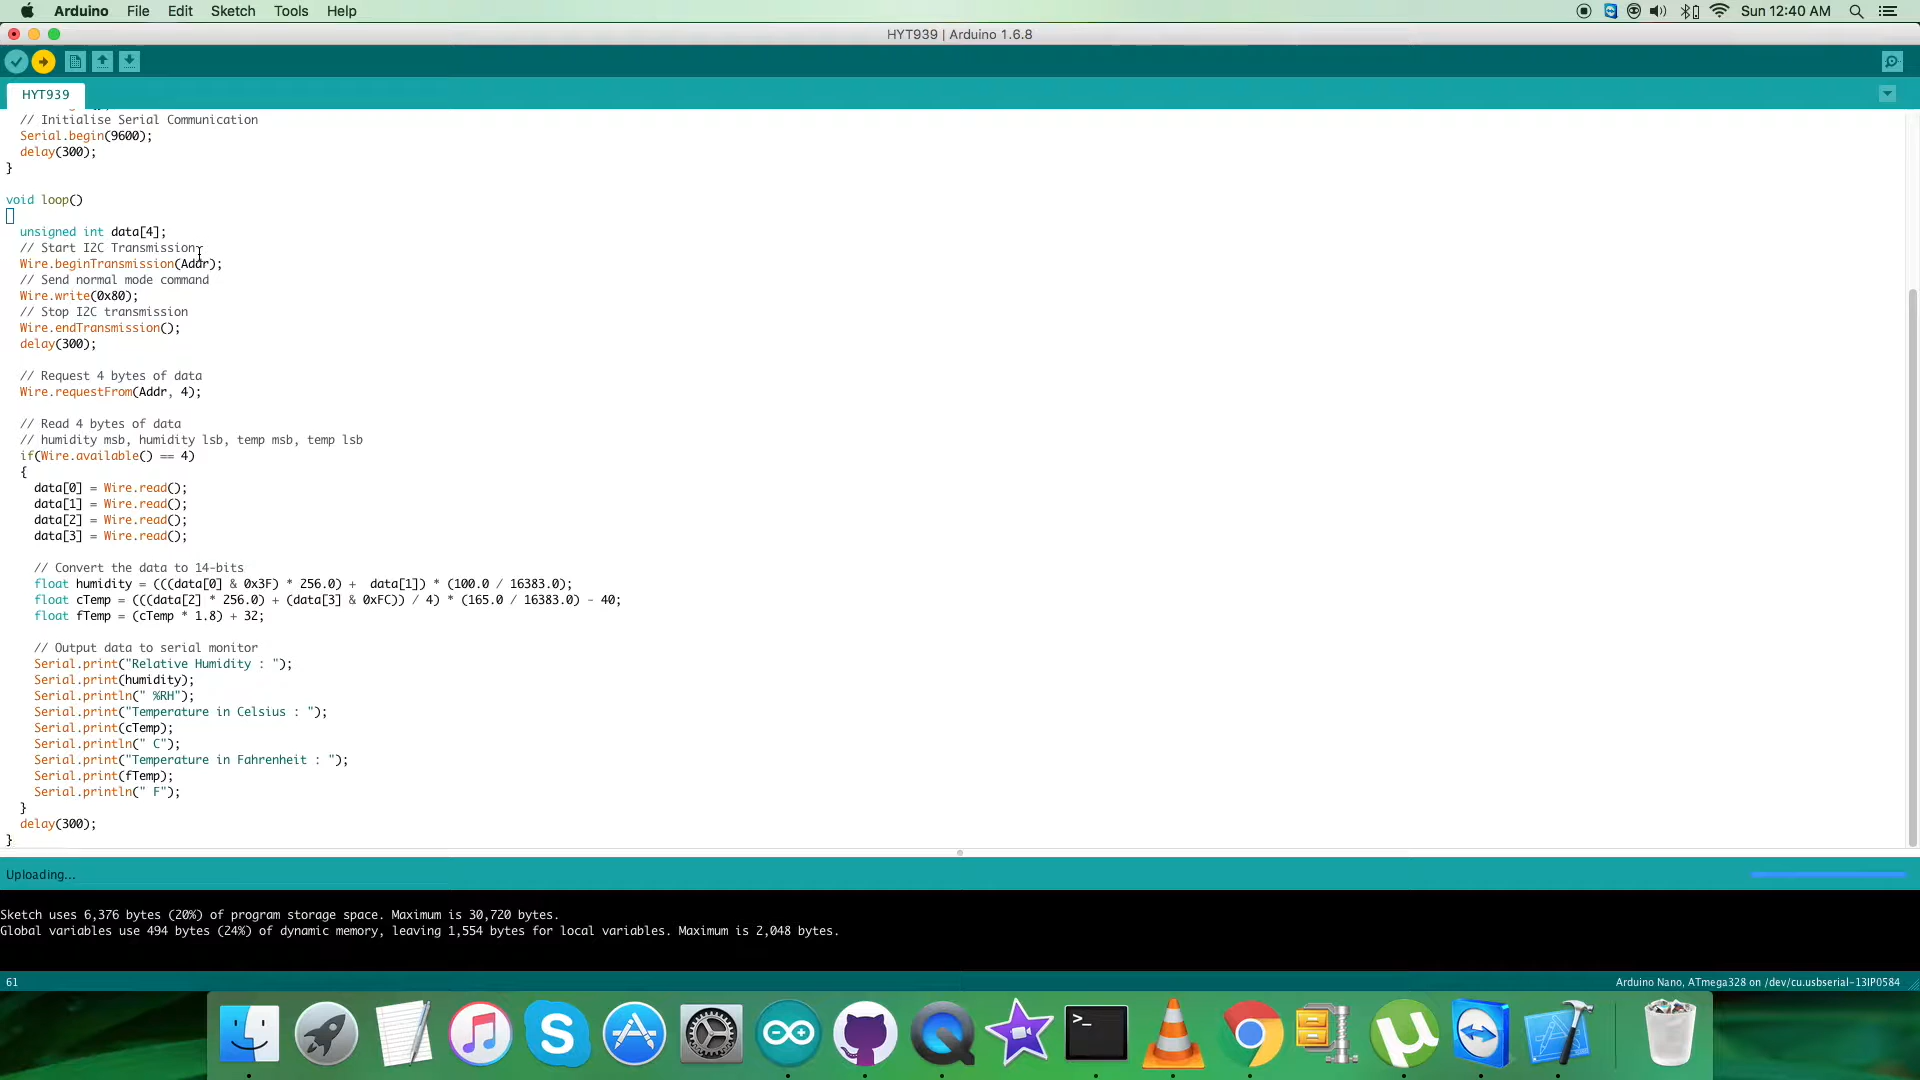 Arduino File Edit Sketch Tools Help Sun 12:40 AM
HYT939 | Arduino 1.6.8
HYT939
// Initialise Serial Communication
Serial.begin(9600);
delay(300);
}
void loop()
unsigned int data[4];
// Start I2C Transmission
Wire.beginTransmission(Addr);
// Send normal mode command
Wire.write(0x80);
// Stop I2C transmission
Wire.endTransmission();
delay(300);
// Request 4 bytes of data
Wire.requestFrom(Addr, 4);
// Read 4 bytes of data
// humidity msb, humidity lsb, temp msb, temp lsb
if(Wire.available() == 4)
{
data[0] = Wire.read();
data[1] = Wire.read();
data[2] = Wire.read();
data[3] = Wire.read();
// Convert the data to 14-bits
float humidity = (((data[0] & 0x3F) * 256.0) +  data[1]) * (100.0 / 16383.0);
float cTemp = (((data[2] * 256.0) + (data[3] & 0xFC)) / 4) * (165.0 / 16383.0) - 40;
float fTemp = (cTemp * 1.8) + 32;
// Output data to serial monitor
Serial.print("Relative Humidity : ");
Serial.print(humidity);
Serial.println(" %RH");
Serial.print("Temperature in Celsius : ");
Serial.print(cTemp);
Serial.println(" C");
Serial.print("Temperature in Fahrenheit : ");
Serial.print(fTemp);
Serial.println(" F");
}
delay(300);
}
Uploading...
Sketch uses 6,376 bytes (20%) of program storage space. Maximum is 30,720 bytes.
Global variables use 494 bytes (24%) of dynamic memory, leaving 1,554 bytes for local variables. Maximum is 2,048 bytes.
61 Arduino Nano, ATmega328 on /dev/cu.usbserial-13IP0584